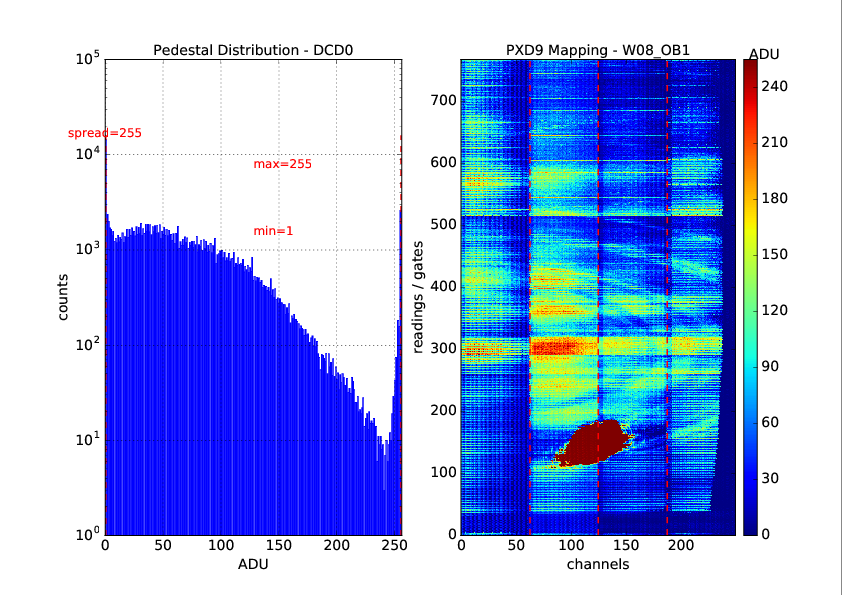 Pedestal Distribution - DCD0
10^5
10^4
10^3
10^2
10^1
10^0
counts
spread=255
max=255
min=1
0 50 100 150 200 250
ADU
PXD9 Mapping - W08_OB1
700
600
500
400
300
200
100
0
readings / gates
0 50 100 150 200
channels
ADU
240
210
180
150
120
90
60
30
0